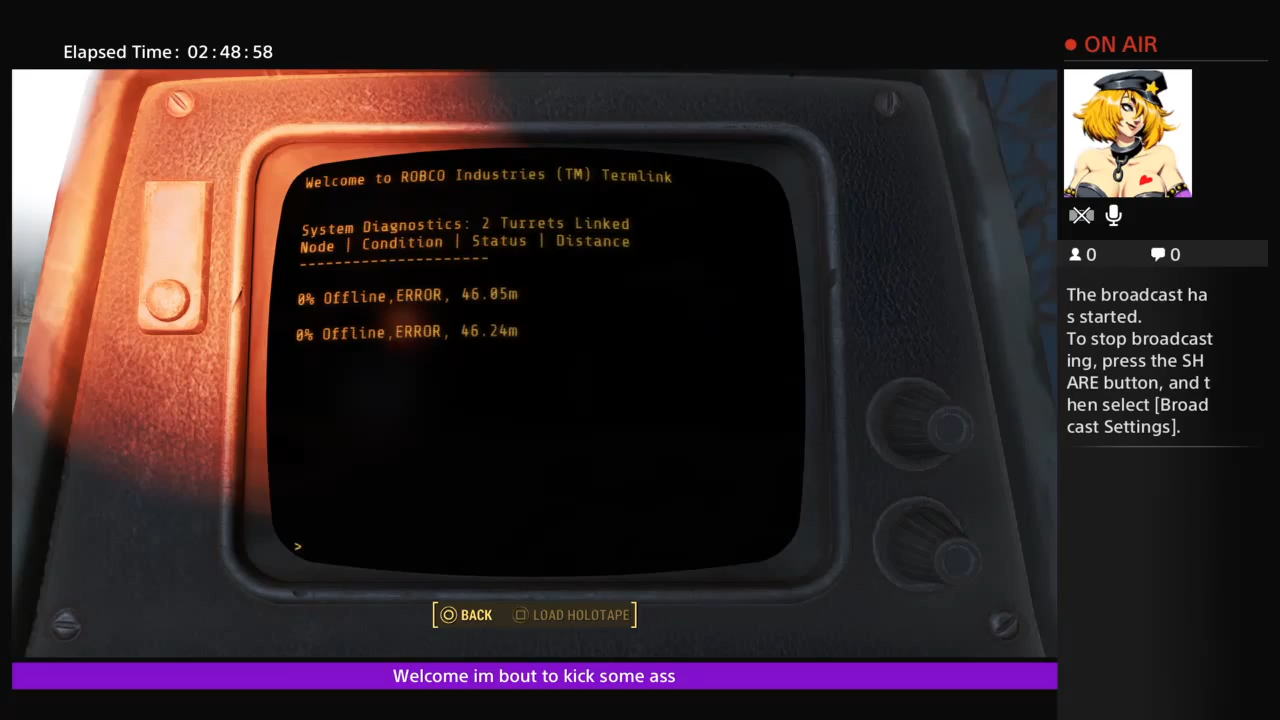 Elapsed Time: 02:48:58
ON AIR
Welcome to ROBCO Industries (TM) Termlink
System Diagnostics: 2 Turrets Linked
Node | Condition | Status | Distance
---------------------
0% Offline,ERROR, 46.05m
0% Offline,ERROR, 46.24m
>
BACK LOAD HOLOTAPE
0 0
The broadcast ha
s started.
To stop broadcast
ing, press the SH
ARE button, and t
hen select [Broad
cast Settings].
Welcome im bout to kick some ass